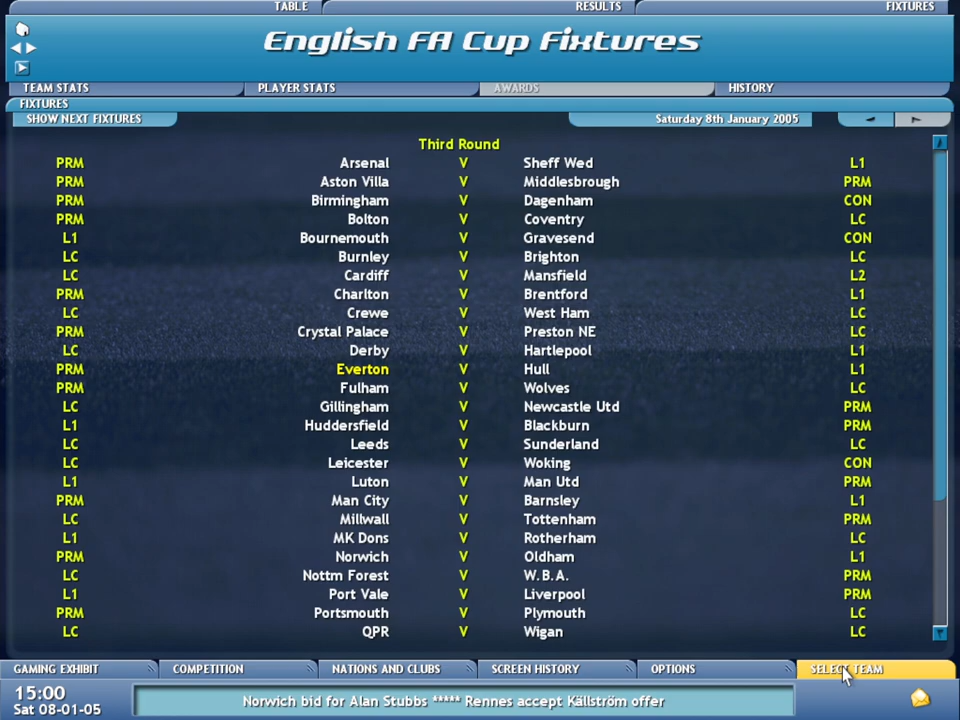 TABLE RESULTS FIXTURES
English FA Cup Fixtures
TEAM STATS PLAYER STATS AWARDS HISTORY
FIXTURES
SHOW NEXT FIXTURES Saturday 8th January 2005
Third Round
PRM Arsenal V Sheff Wed L1
PRM Aston Villa V Middlesbrough PRM
PRM Birmingham V Dagenham CON
PRM Bolton V Coventry LC
L1 Bournemouth V Gravesend CON
LC Burnley V Brighton LC
LC Cardiff V Mansfield L2
PRM Charlton V Brentford L1
LC Crewe V West Ham LC
PRM Crystal Palace V Preston NE LC
LC Derby V Hartlepool L1
PRM Everton V Hull L1
PRM Fulham V Wolves LC
LC Gillingham V Newcastle Utd PRM
L1 Huddersfield V Blackburn PRM
LC Leeds V Sunderland LC
LC Leicester V Woking CON
L1 Luton V Man Utd PRM
PRM Man City V Barnsley L1
LC Millwall V Tottenham PRM
L1 MK Dons V Rotherham LC
PRM Norwich V Oldham L1
LC Nottm Forest V W.B.A. PRM
L1 Port Vale V Liverpool PRM
PRM Portsmouth V Plymouth LC
LC QPR V Wigan LC
GAMING EXHIBIT COMPETITION NATIONS AND CLUBS SCREEN HISTORY OPTIONS SELECT TEAM
15:00
Sat 08-01-05
Norwich bid for Alan Stubbs ***** Rennes accept Källström offer